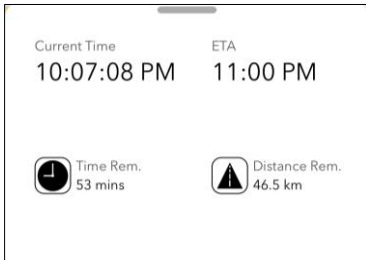 Current Time
10:07:08 PM
ETA
11:00 PM
Time Rem.
53 mins
Distance Rem.
46.5 km